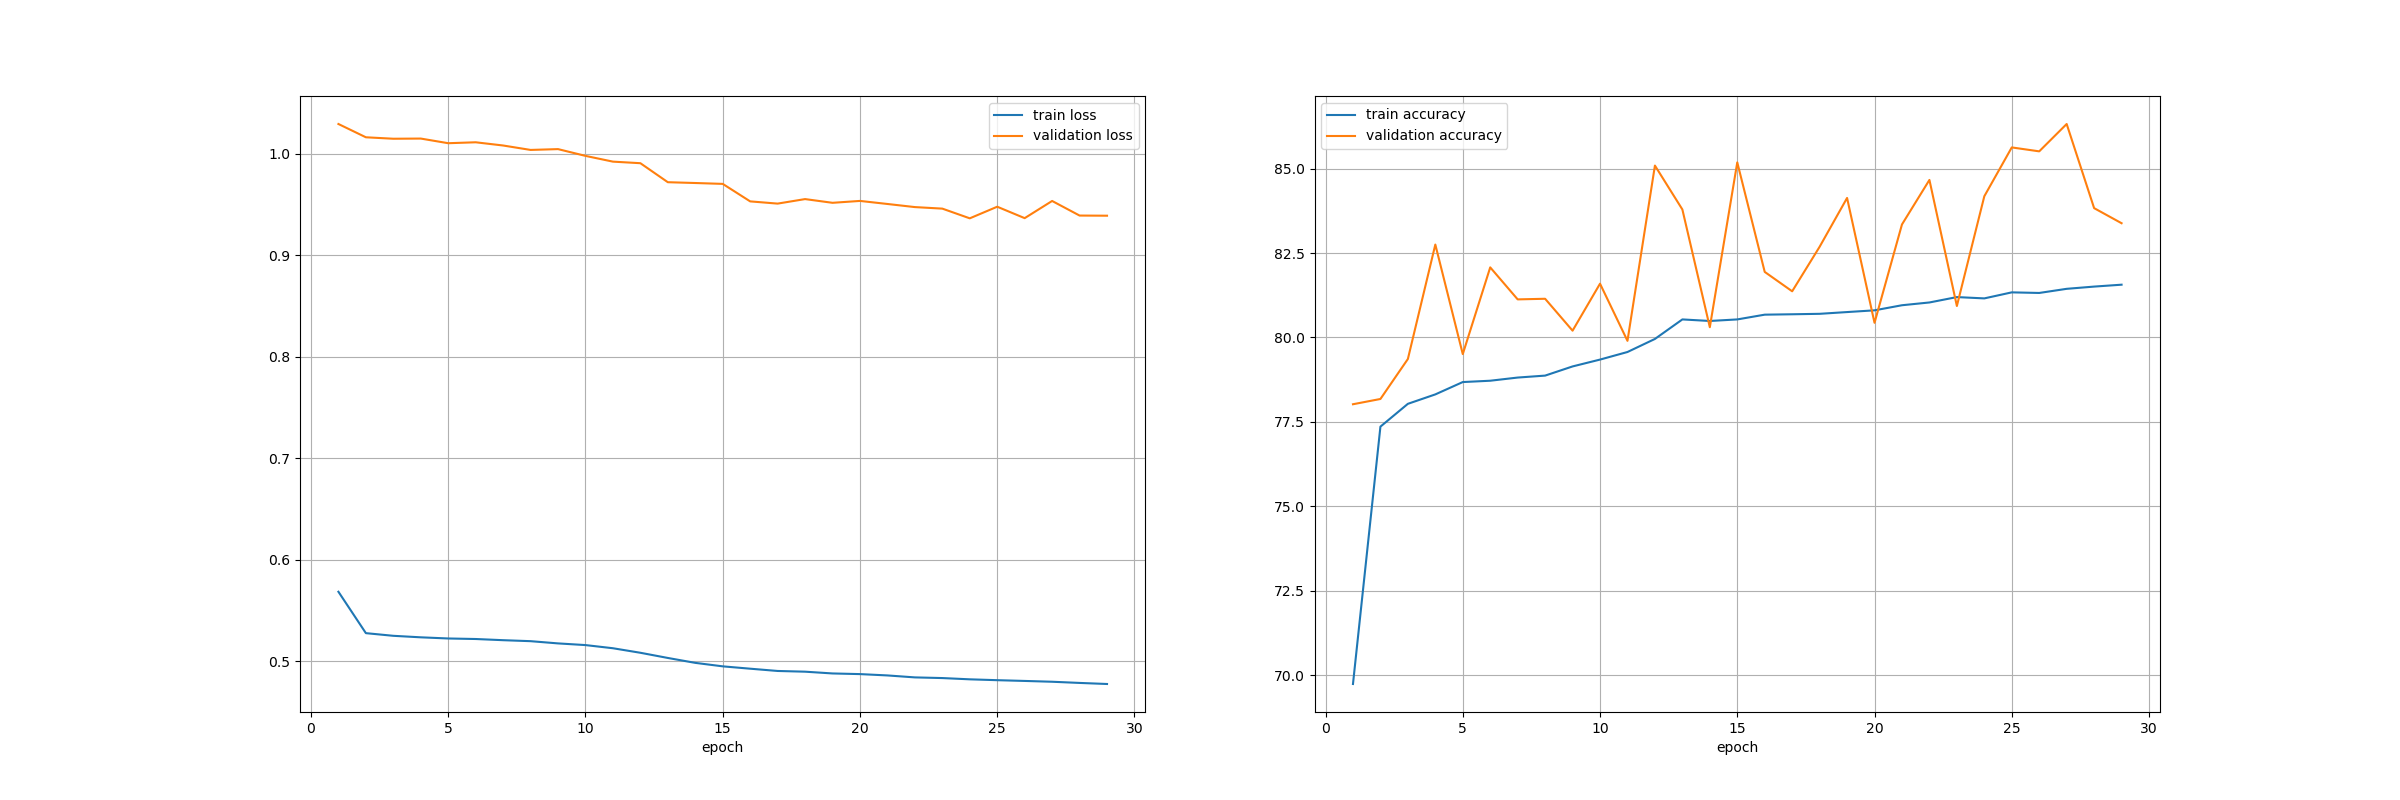 train loss
validation loss
1.0
0.9
0.8
0.7
0.6
0.5
0 5 10 15 20 25 30
epoch
train accuracy
validation accuracy
85.0
82.5
80.0
77.5
75.0
72.5
70.0
0 5 10 15 20 25 30
epoch